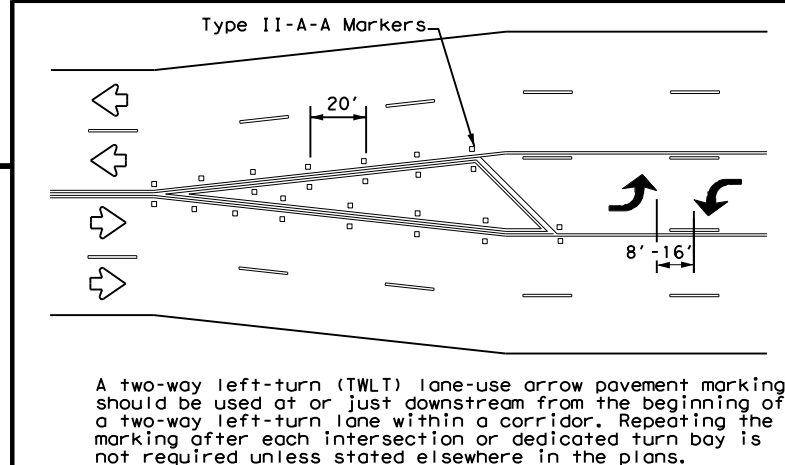 Type II-A-A Markers
20'
8'-16'
A two-way left-turn (TWLT) lane-use arrow pavement marking
should be used at or just downstream from the beginning of
a two-way left-turn lane within a corridor. Repeating the
marking after each intersection or dedicated turn bay is
not required unless stated elsewhere in the plans.